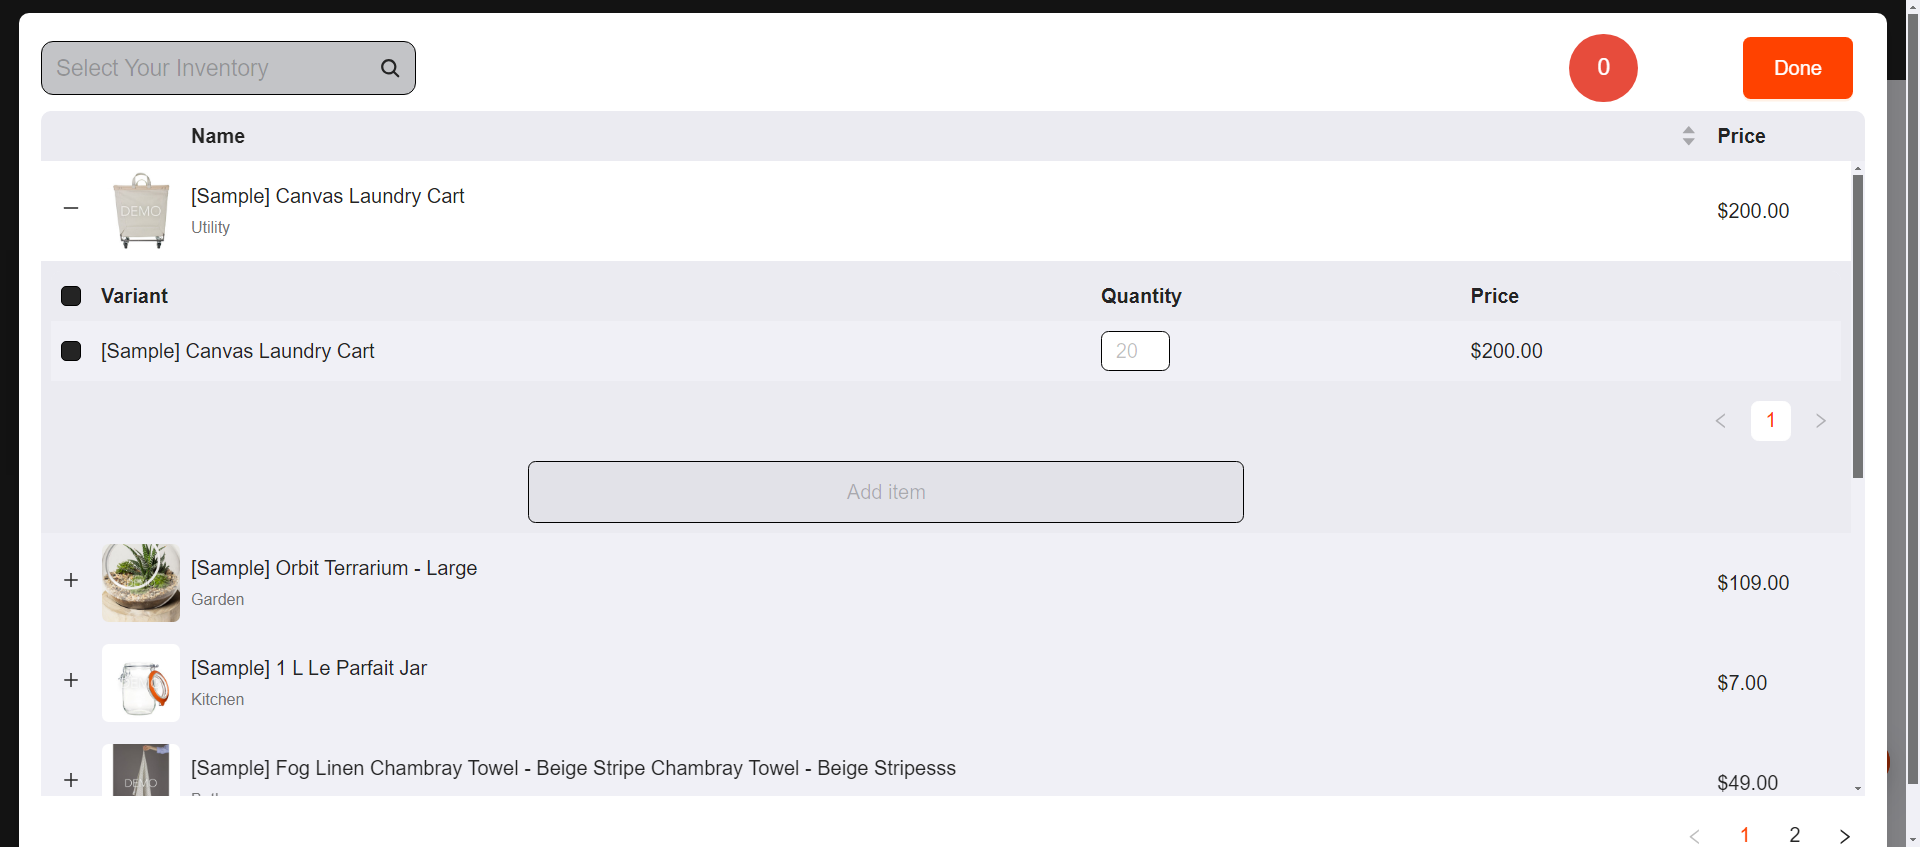 Select Your Inventory
0
Done
Name
Price
DEMO
[Sample] Canvas Laundry Cart
Utility
$200.00
Variant
Quantity
Price
[Sample] Canvas Laundry Cart
20
$200.00
1
Add item
[Sample] Orbit Terrarium - Large
Garden
$109.00
[Sample] 1 L Le Parfait Jar
Kitchen
$7.00
DEMO
[Sample] Fog Linen Chambray Towel - Beige Stripe Chambray Towel - Beige Stripesss
$49.00
1
2